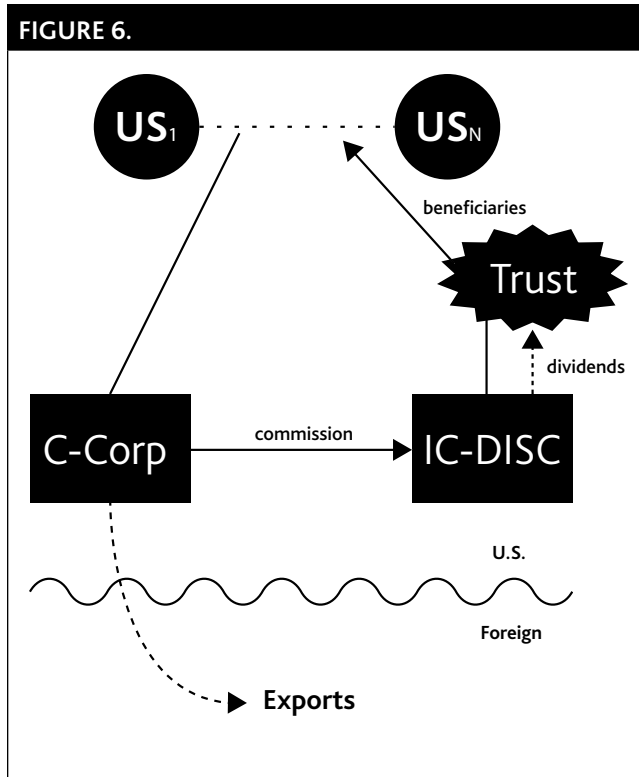 FIGURE 6.
US1 USN
beneficiaries
Trust
dividends
C-Corp
commission
IC-DISC
U.S.
Foreign
Exports